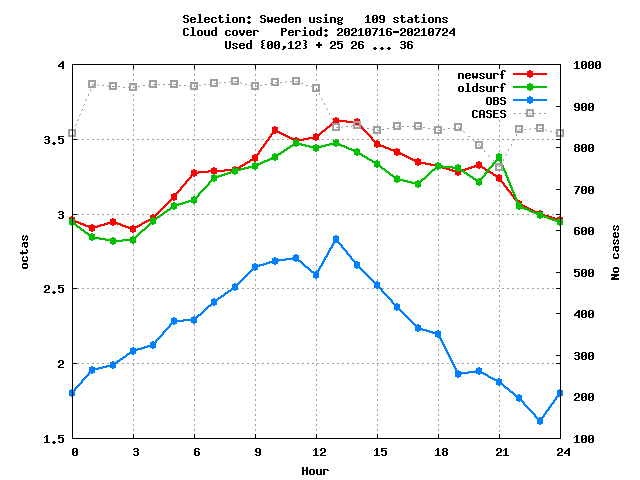 Selection: Sweden using   109 stations
Cloud cover   Period: 20210716-20210724
Used {00,12} + 25 26 ... 36
newsurf
oldsurf
OBS
CASES
4
3.5
3
2.5
2
1.5
octas
1000
900
800
700
600
500
400
300
200
100
No cases
0 3 6 9 12 15 18 21 24
Hour